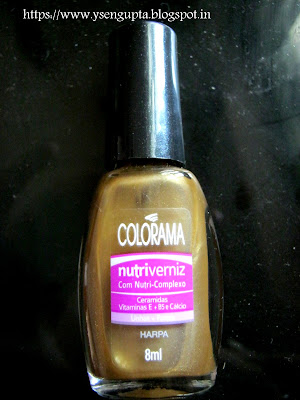 https://www.ysengupta.blogspot.in
COLORAMA
nutriverniz
Com Nutri-Complexo
Ceramidas
Vitaminas E + B5 e Cálcio
HARPA
8ml